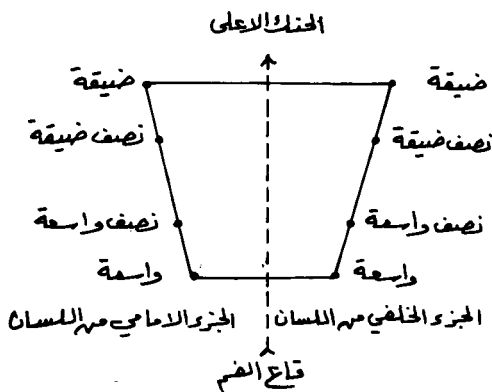 الحنك الاعلى
ضيقة ضيقة
نصف ضيقة نصف ضيقة
نصف واسعة نصف واسعة
واسعة واسعة
الجزء الخلفي من اللسان الجزء الامامي من اللسان
قاع الفم